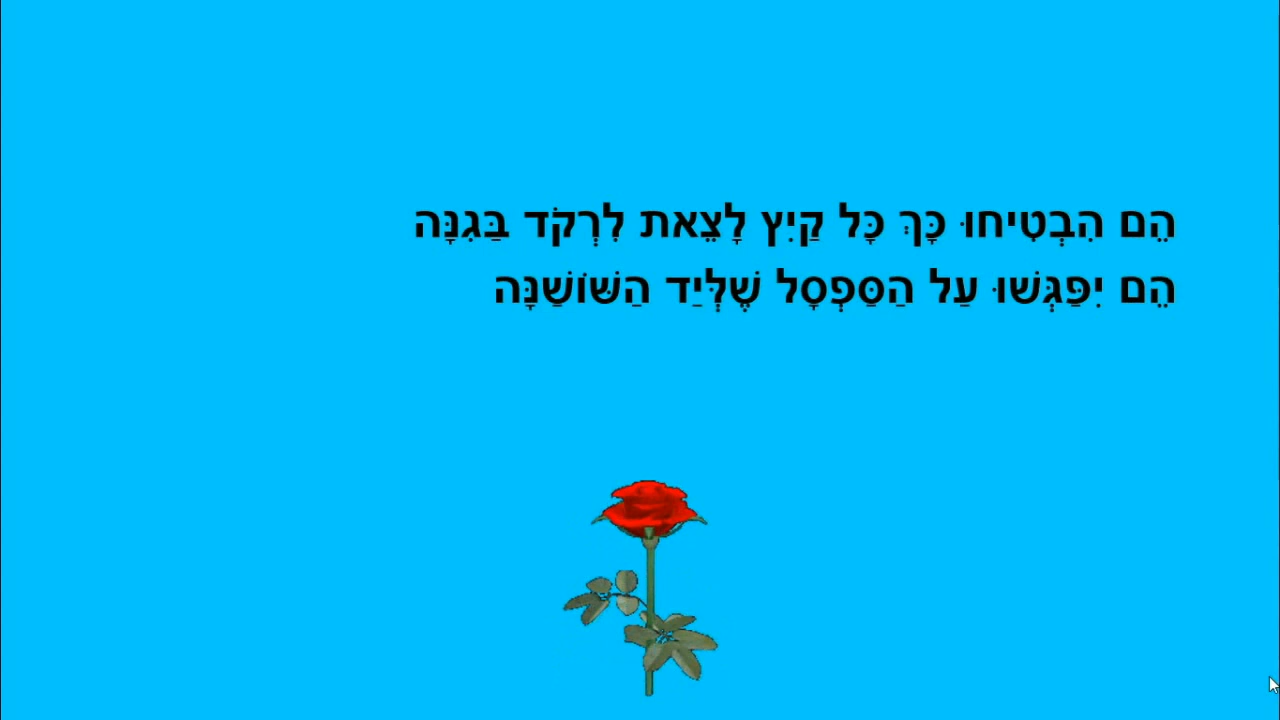 הֵם הִבְטִיחוּ כָּךְ כָּל קַיִץ לָצֵאת לִרְקֹד בַּגִנָּה
הֵם יִפַּגְּשׁוּ עַל הַסַּפְסָל שֶׁלְּיַד הַשּׁוֹשַׁנָּה